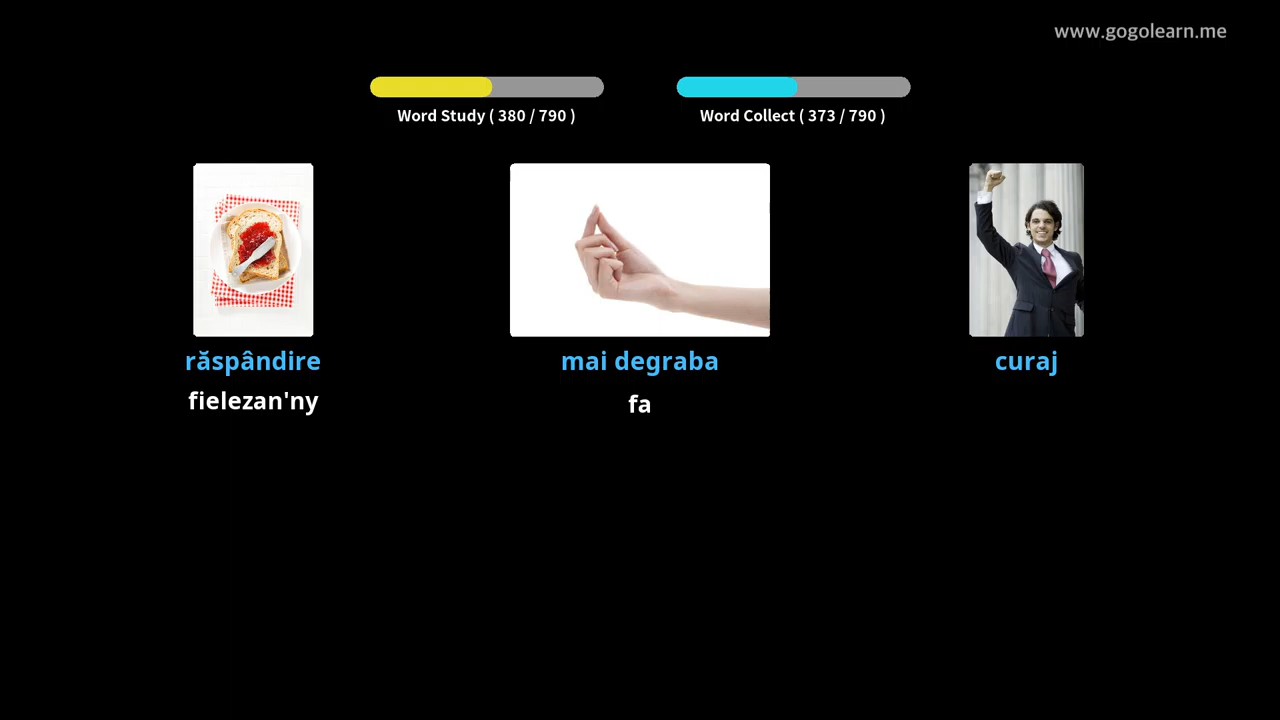 www.gogolearn.me
Word Study ( 380 / 790 )
Word Collect ( 373 / 790 )
răspândire
mai degraba
curaj
fielezan'ny
fa